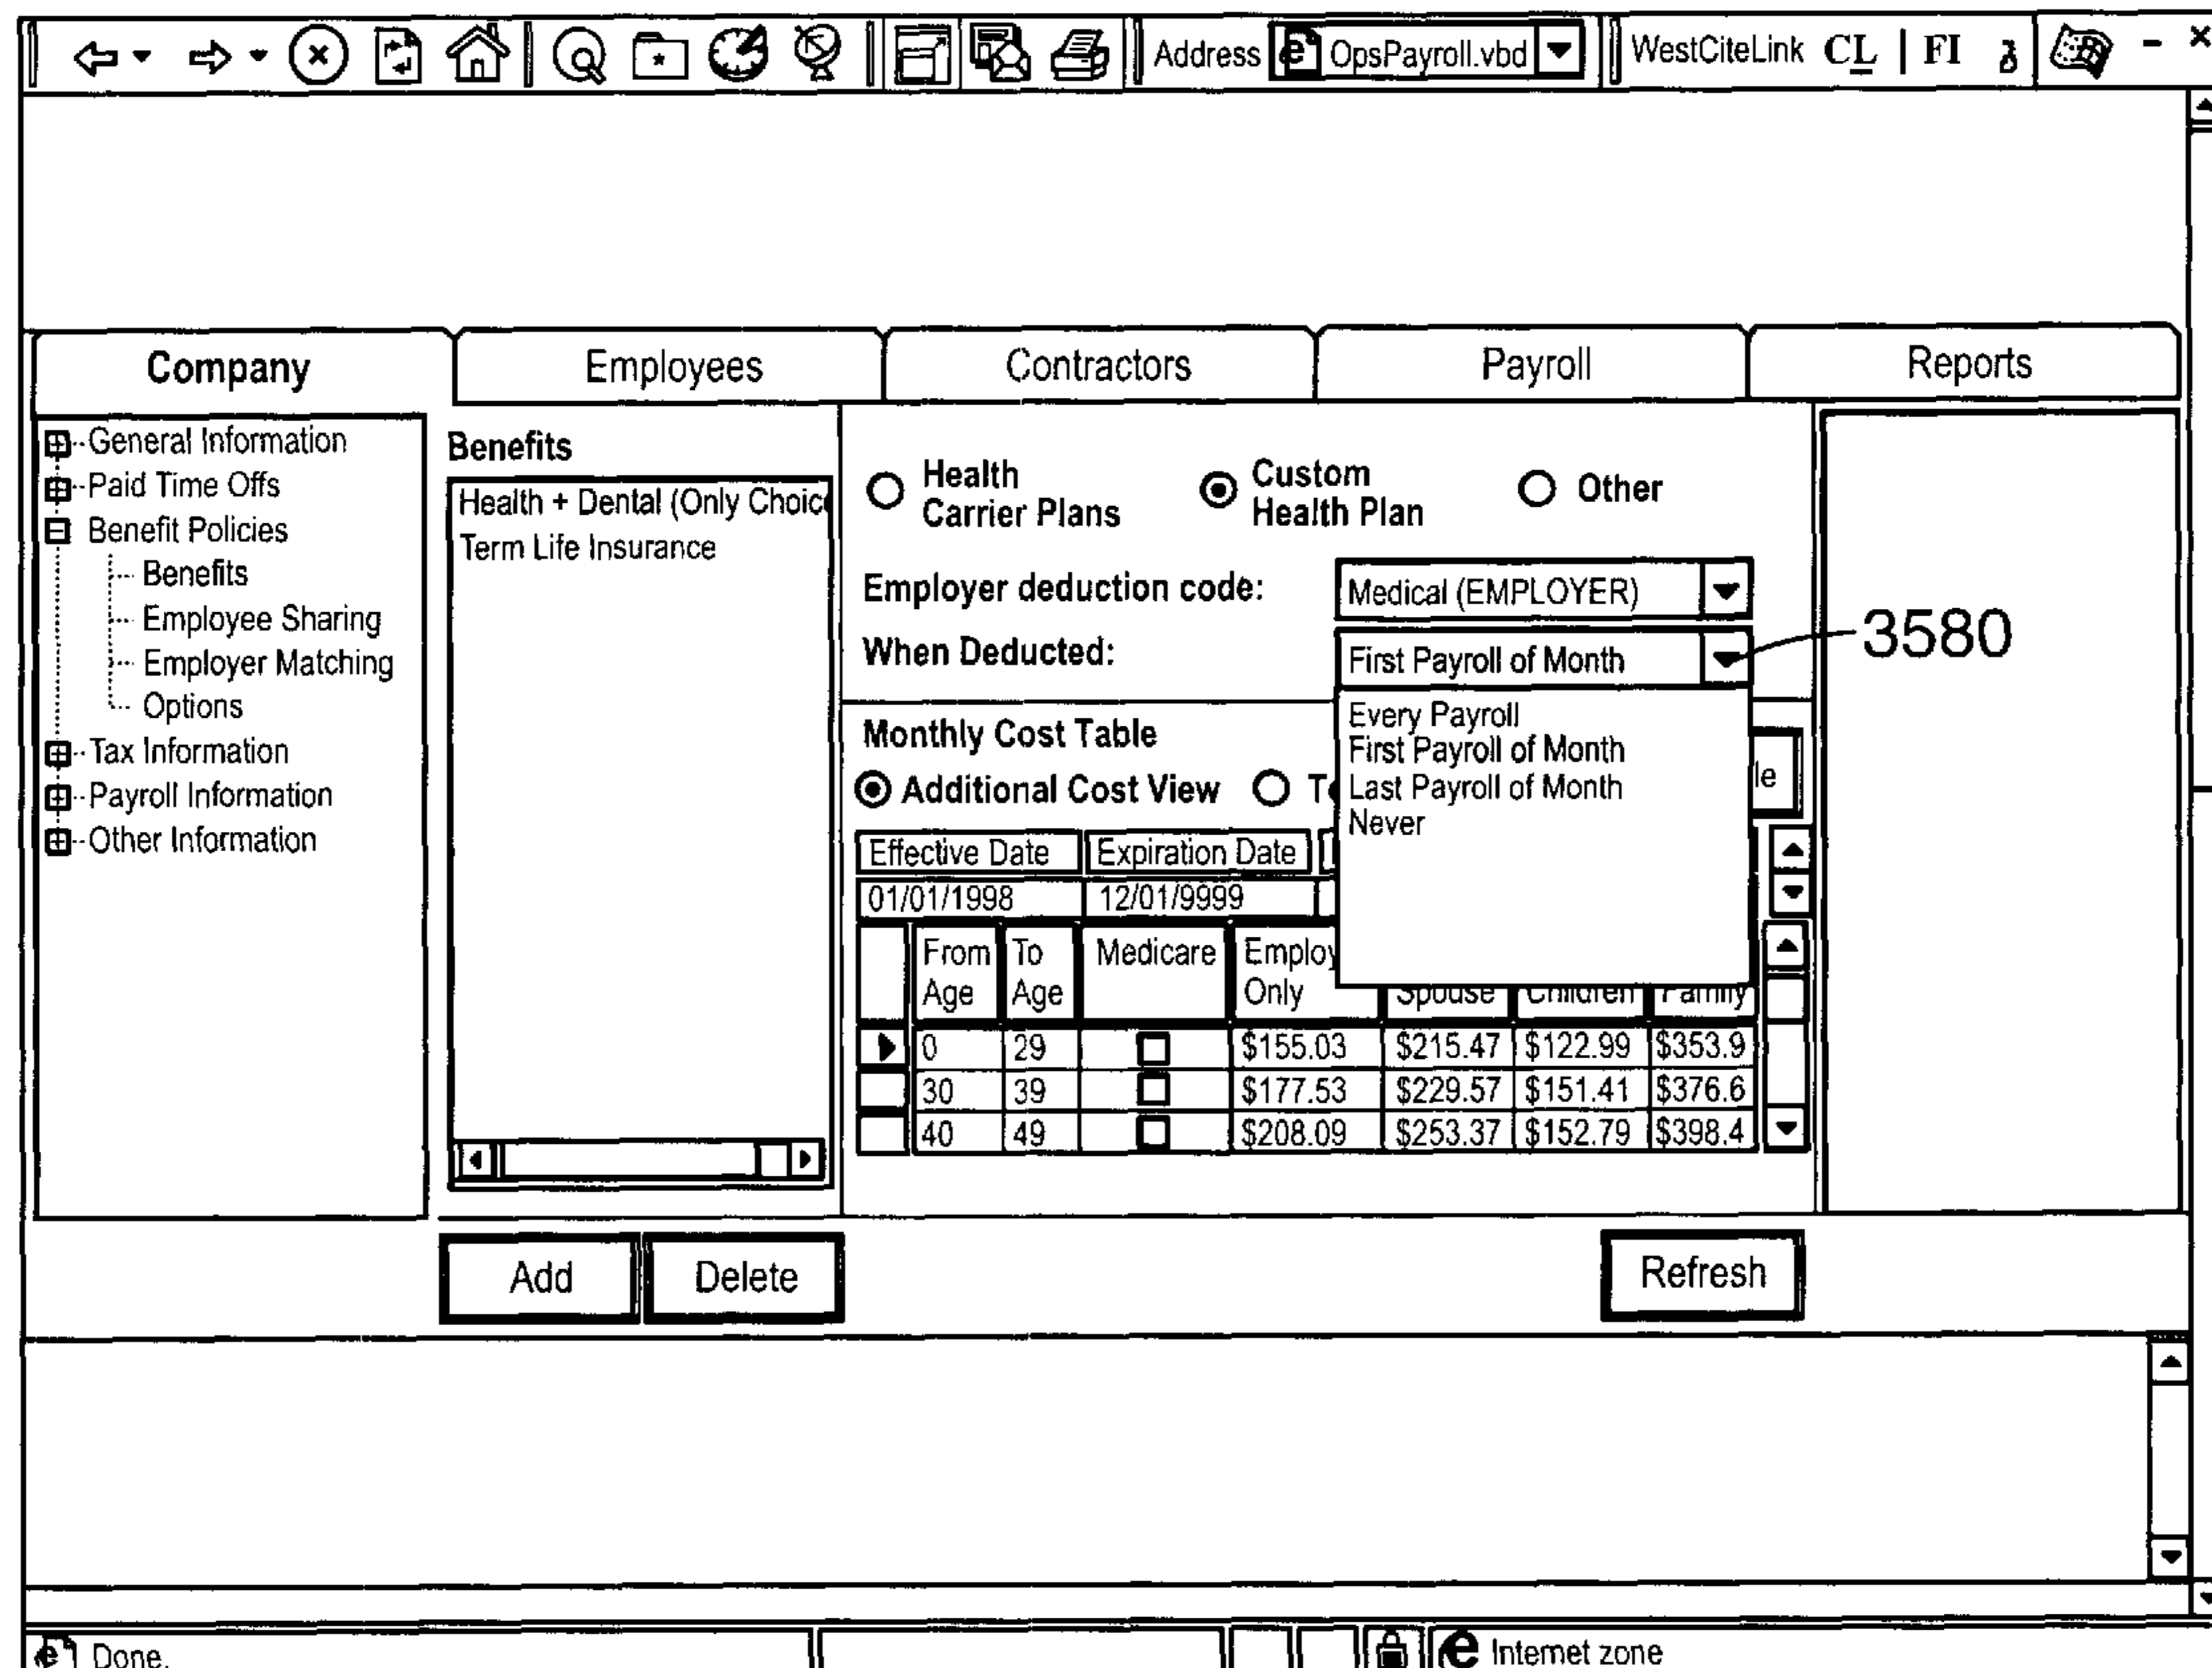 Address OpsPayroll.vbd WestCiteLink CL | FI
Company Employees Contractors Payroll Reports
General Information
Paid Time Offs
Benefit Policies
Benefits
Employee Sharing
Employer Matching
Options
Tax Information
Payroll Information
Other Information
Benefits
Health + Dental (Only Choice
Term Life Insurance
Health
Carrier Plans
Custom
Health Plan
Other
Employer deduction code: Medical (EMPLOYER)
When Deducted: First Payroll of Month
3580
Every Payroll
First Payroll of Month
Last Payroll of Month
Never
Monthly Cost Table
Additional Cost View
le
Effective Date Expiration Date
01/01/1998 12/01/9999
From Age To Age Medicare Employ Only Spouse Children Family
0 29 $155.03 $215.47 $122.99 $353.9
30 39 $177.53 $229.57 $151.41 $376.6
40 49 $208.09 $253.37 $152.79 $398.4
Add Delete Refresh
Done. Internet zone